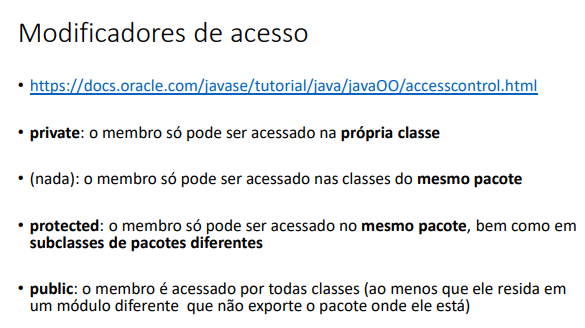 Modificadores de acesso
• https://docs.oracle.com/javase/tutorial/java/javaOO/accesscontrol.html
• private: o membro só pode ser acessado na própria classe
• (nada): o membro só pode ser acessado nas classes do mesmo pacote
• protected: o membro só pode ser acessado no mesmo pacote, bem como em
subclasses de pacotes diferentes
• public: o membro é acessado por todas classes (ao menos que ele resida em
um módulo diferente que não exporte o pacote onde ele está)